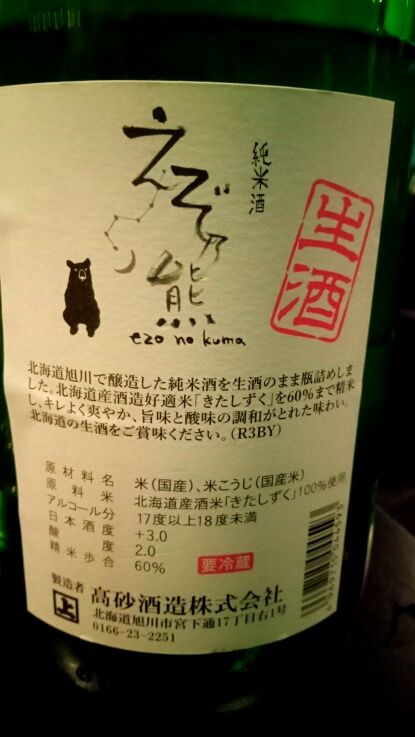 純米酒
えぞ乃熊
ezo no kuma
生酒
北海道旭川で醸造した純米酒を生酒のまま瓶詰めしま
した。北海道産酒造好適米「きたしずく」を60%まで精米
し、キレよく爽やか、旨味と酸味の調和がとれた味わい。
北海道の生酒をご賞味ください。(R3BY)
原材料名 米(国産)、米こうじ(国産米)
原料米 北海道産酒米「きたしずく」100%使用
アルコール分 17度以上18度未満
日本酒度 +3.0
酸度 2.0
精米歩合 60%
要冷蔵
製造者 高砂酒造株式会社
上
北海道旭川市宮下通17丁目右1号
0166-23-2251